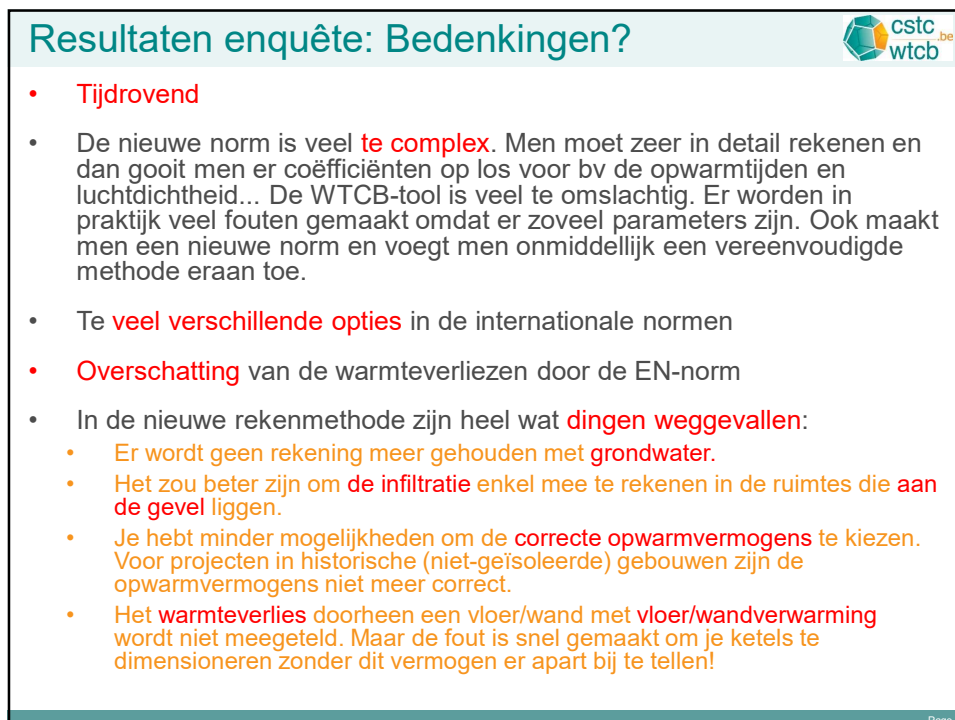 Resultaten enquête: Bedenkingen?
cstc
.be
wtcb
• Tijdrovend
• De nieuwe norm is veel te complex. Men moet zeer in detail rekenen en
dan gooit men er coëfficiënten op los voor bv de opwarmtijden en
luchtdichtheid... De WTCB-tool is veel te omslachtig. Er worden in
praktijk veel fouten gemaakt omdat er zoveel parameters zijn. Ook maakt
men een nieuwe norm en voegt men onmiddellijk een vereenvoudigde
methode eraan toe.
• Te veel verschillende opties in de internationale normen
• Overschatting van de warmteverliezen door de EN-norm
• In de nieuwe rekenmethode zijn heel wat dingen weggevallen:
• Er wordt geen rekening meer gehouden met grondwater.
• Het zou beter zijn om de infiltratie enkel mee te rekenen in de ruimtes die aan
de gevel liggen.
• Je hebt minder mogelijkheden om de correcte opwarmvermogens te kiezen.
Voor projecten in historische (niet-geïsoleerde) gebouwen zijn de
opwarmvermogens niet meer correct.
• Het warmteverlies doorheen een vloer/wand met vloer/wandverwarming
wordt niet meegeteld. Maar de fout is snel gemaakt om je ketels te
dimensioneren zonder dit vermogen er apart bij te tellen!